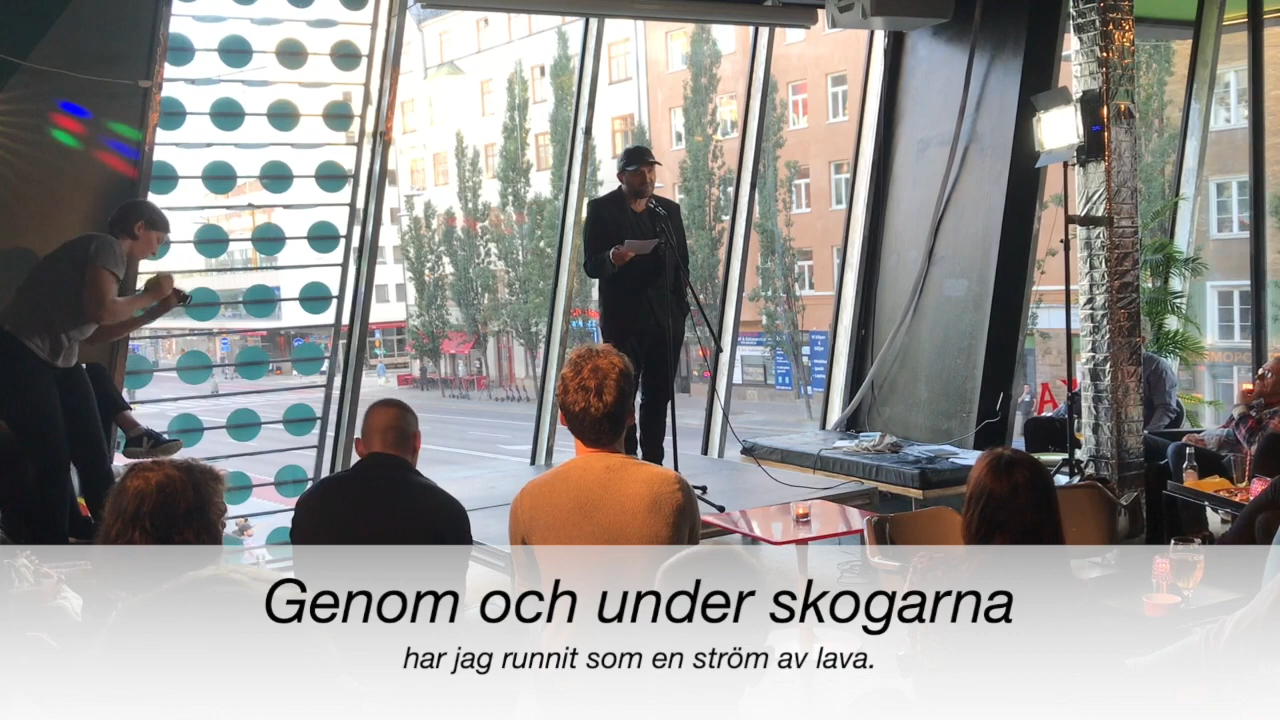 Genom och under skogarna
har jag runnit som en ström av lava.